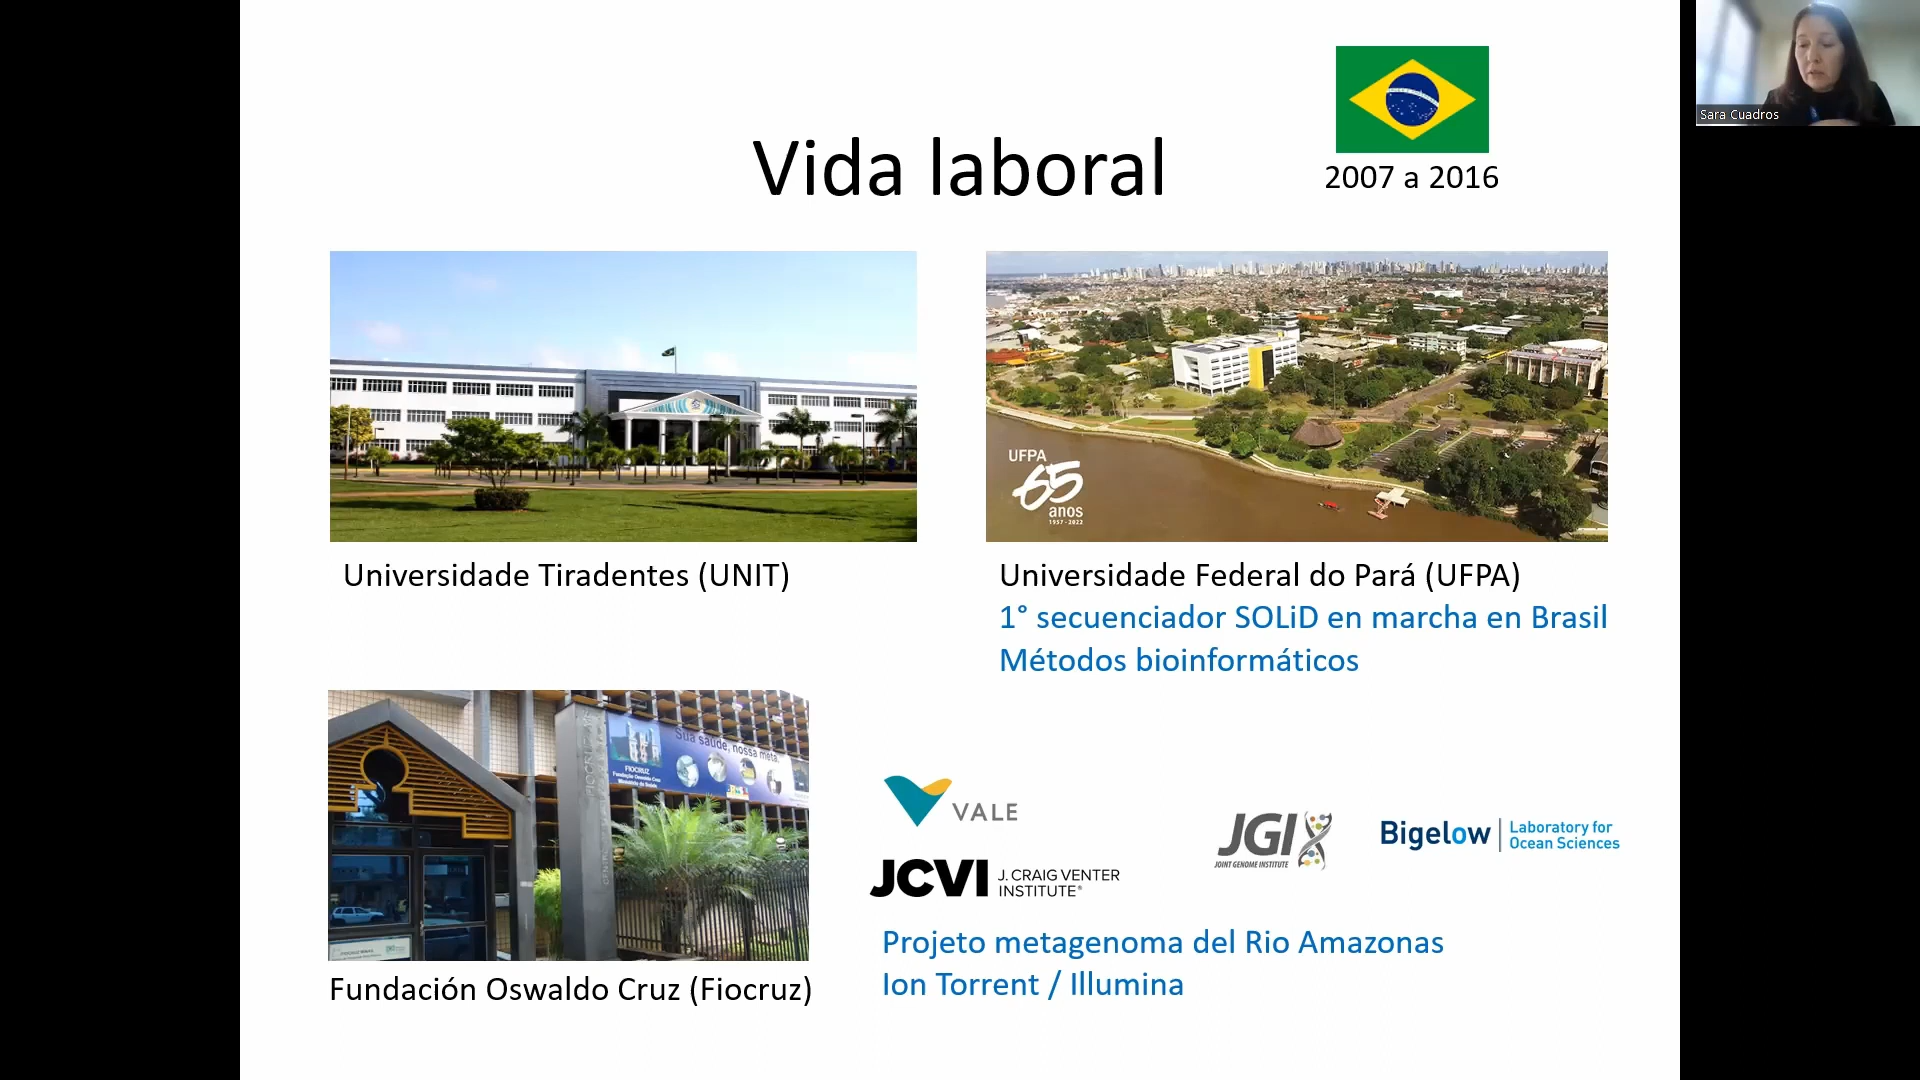 Vida laboral
2007 a 2016
Sara Cuadros
UFPA
65
anos
1957 - 2022
Universidade Tiradentes (UNIT)
Universidade Federal do Pará (UFPA)
1° secuenciador SOLiD en marcha en Brasil
Métodos bioinformáticos
Sua saúde, nossa meta.
FIOCRUZ
Fundação Oswaldo Cruz
Ministério da Saúde
Fundación Oswaldo Cruz (Fiocruz)
VALE
JCVI J. CRAIG VENTER
INSTITUTE®
JGI
JOINT GENOME INSTITUTE
Bigelow | Laboratory for
Ocean Sciences
Projeto metagenoma del Rio Amazonas
Ion Torrent / Illumina